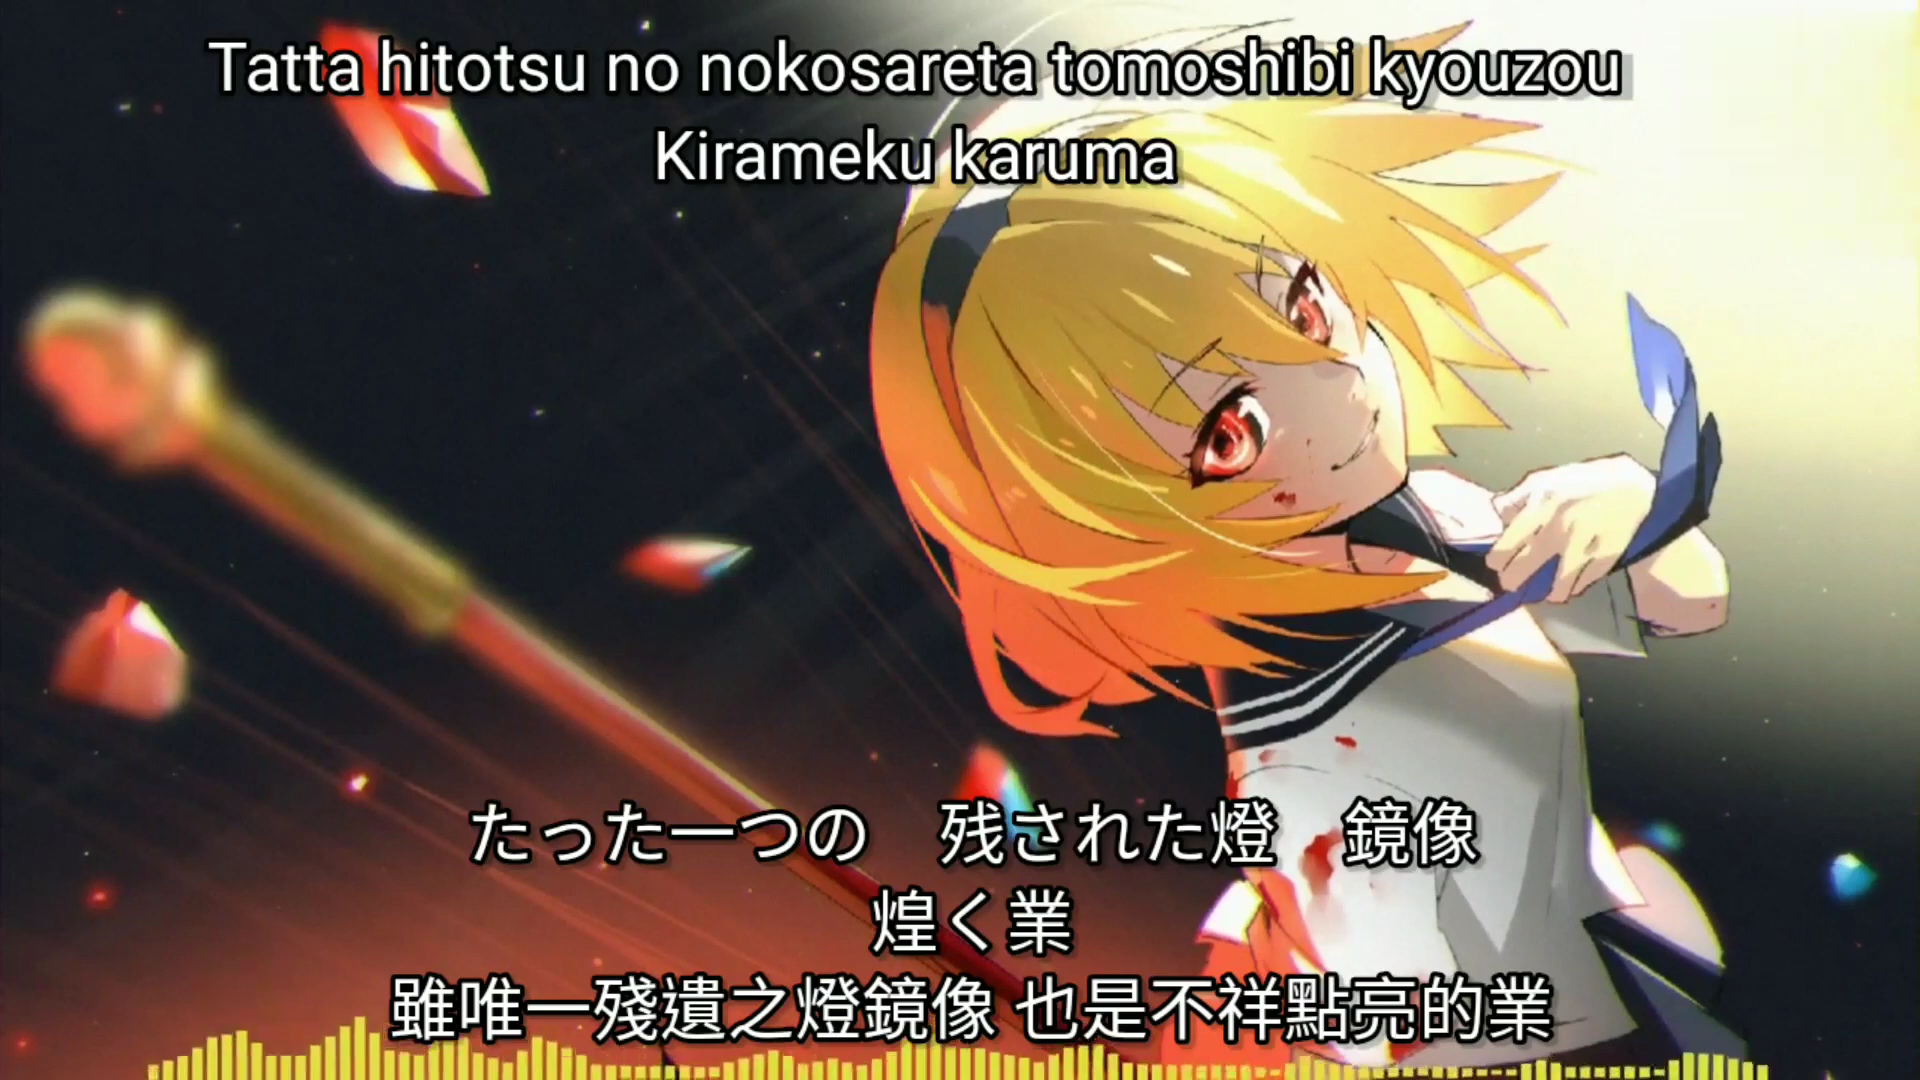 Tatta hitotsu no nokosareta tomoshibi kyouzou
Kirameku karuma
たった一つの　残された燈　鏡像
煌く業
雖唯一殘遺之燈鏡像 也是不祥點亮的業